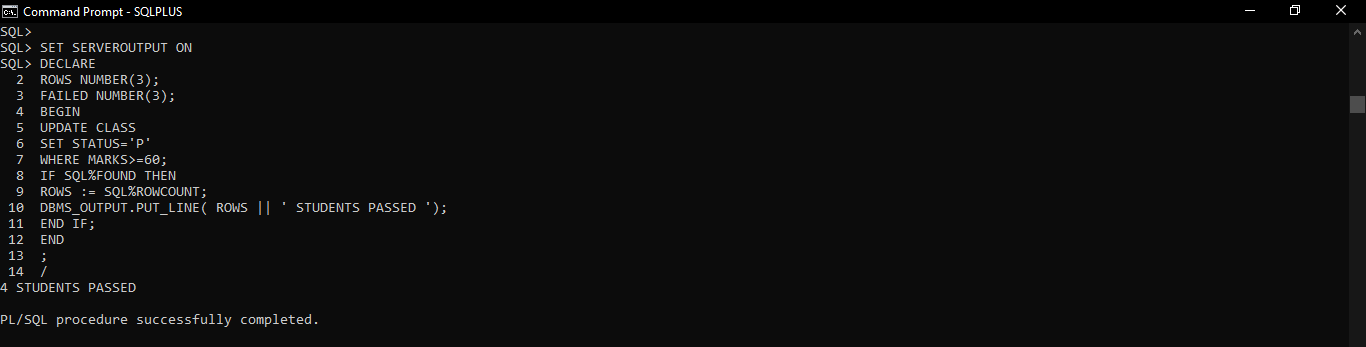 Command Prompt - SQLPLUS
SQL>
SQL> SET SERVEROUTPUT ON
SQL> DECLARE
  2  ROWS NUMBER(3);
  3  FAILED NUMBER(3);
  4  BEGIN
  5  UPDATE CLASS
  6  SET STATUS='P'
  7  WHERE MARKS>=60;
  8  IF SQL%FOUND THEN
  9  ROWS := SQL%ROWCOUNT;
 10  DBMS_OUTPUT.PUT_LINE( ROWS || ' STUDENTS PASSED ');
 11  END IF;
 12  END
 13  ;
 14  /
4 STUDENTS PASSED
PL/SQL procedure successfully completed.